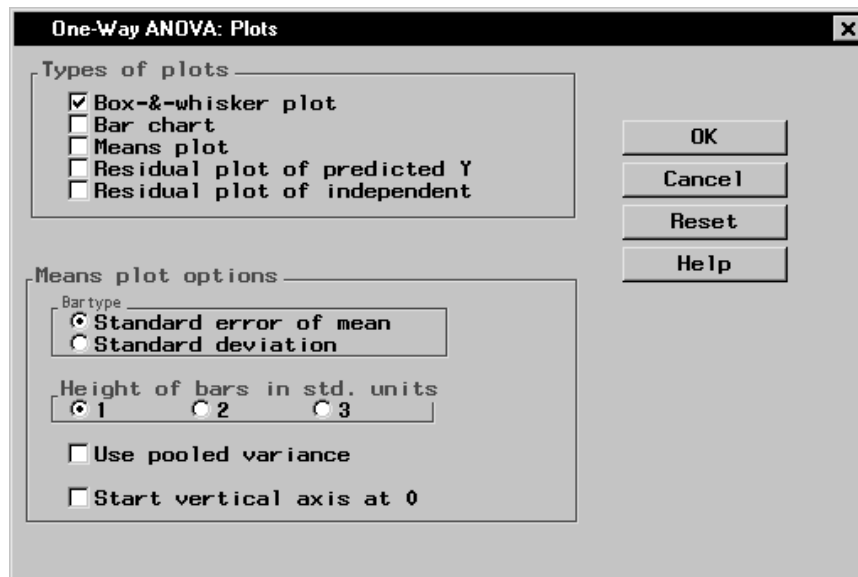 One-Way ANOVA: Plots
Types of plots
Box-&-whisker plot
Bar chart
Means plot
Residual plot of predicted Y
Residual plot of independent
OK
Cancel
Reset
Help
Means plot options
Bar type
Standard error of mean
Standard deviation
Height of bars in std. units
1 2 3
Use pooled variance
Start vertical axis at 0